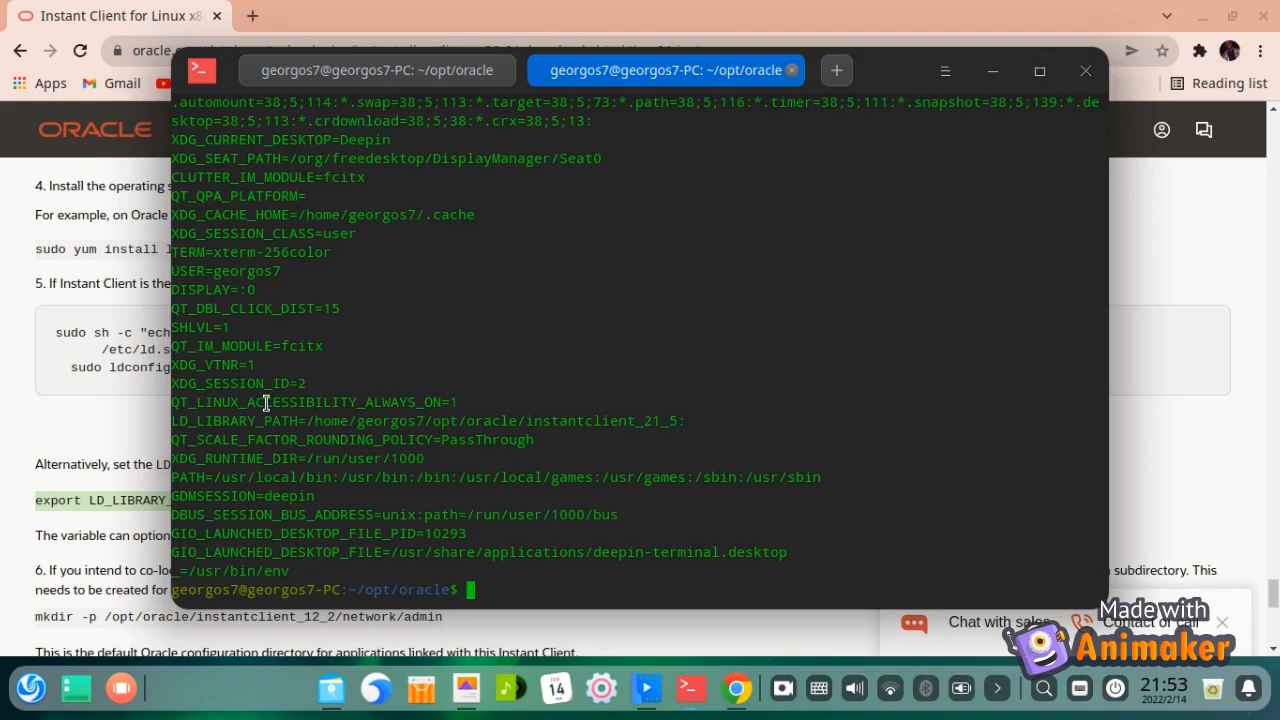 Instant Client for Linux x8
Apps
Gmail
Reading list
ORACLE
4. Install the operating s
For example, on Oracle
sudo yum install l
5. If Instant Client is the
sudo sh -c "ech
/etc/ld.s
sudo ldconfig
Alternatively, set the LD
export LD_LIBRARY_
The variable can option
6. If you intend to co-lo
subdirectory. This
needs to be created for
mkdir -p /opt/oracle/instantclient_12_2/network/admin
This is the default Oracle configuration directory for applications linked with this Instant Client.
georgos7@georgos7-PC: ~/opt/oracle
georgos7@georgos7-PC: ~/opt/oracle
.automount=38;5;114:*.swap=38;5;113:*.target=38;5;73:*.path=38;5;116:*.timer=38;5;111:*.snapshot=38;5;139:*.de
sktop=38;5;113:*.crdownload=38;5;38:*.crx=38;5;13:
XDG_CURRENT_DESKTOP=Deepin
XDG_SEAT_PATH=/org/freedesktop/DisplayManager/Seat0
CLUTTER_IM_MODULE=fcitx
QT_QPA_PLATFORM=
XDG_CACHE_HOME=/home/georgos7/.cache
XDG_SESSION_CLASS=user
TERM=xterm-256color
USER=georgos7
DISPLAY=:0
QT_DBL_CLICK_DIST=15
SHLVL=1
QT_IM_MODULE=fcitx
XDG_VTNR=1
XDG_SESSION_ID=2
QT_LINUX_ACCESSIBILITY_ALWAYS_ON=1
LD_LIBRARY_PATH=/home/georgos7/opt/oracle/instantclient_21_5:
QT_SCALE_FACTOR_ROUNDING_POLICY=PassThrough
XDG_RUNTIME_DIR=/run/user/1000
PATH=/usr/local/bin:/usr/bin:/bin:/usr/local/games:/usr/games:/sbin:/usr/sbin
GDMSESSION=deepin
DBUS_SESSION_BUS_ADDRESS=unix:path=/run/user/1000/bus
GIO_LAUNCHED_DESKTOP_FILE_PID=10293
GIO_LAUNCHED_DESKTOP_FILE=/usr/share/applications/deepin-terminal.desktop
_=/usr/bin/env
georgos7@georgos7-PC:~/opt/oracle$
Chat with sales
Contact or call
Made with
Animaker
FEB
14
21:53
2022/2/14